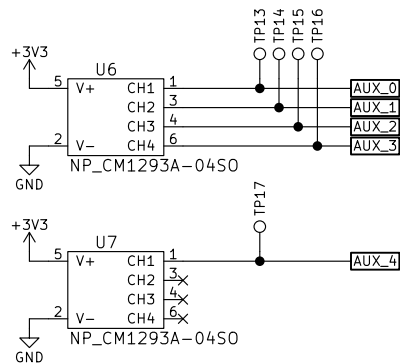 TP13 TP14 TP15 TP16
+3V3
U6
5 V+ CH1 1 AUX_0
CH2 3 AUX_1
CH3 4 AUX_2
2 V- CH4 6 AUX_3
NP_CM1293A-04SO
GND
TP17
+3V3
U7
5 V+ CH1 1 AUX_4
CH2 3
CH3 4
2 V- CH4 6
NP_CM1293A-04SO
GND